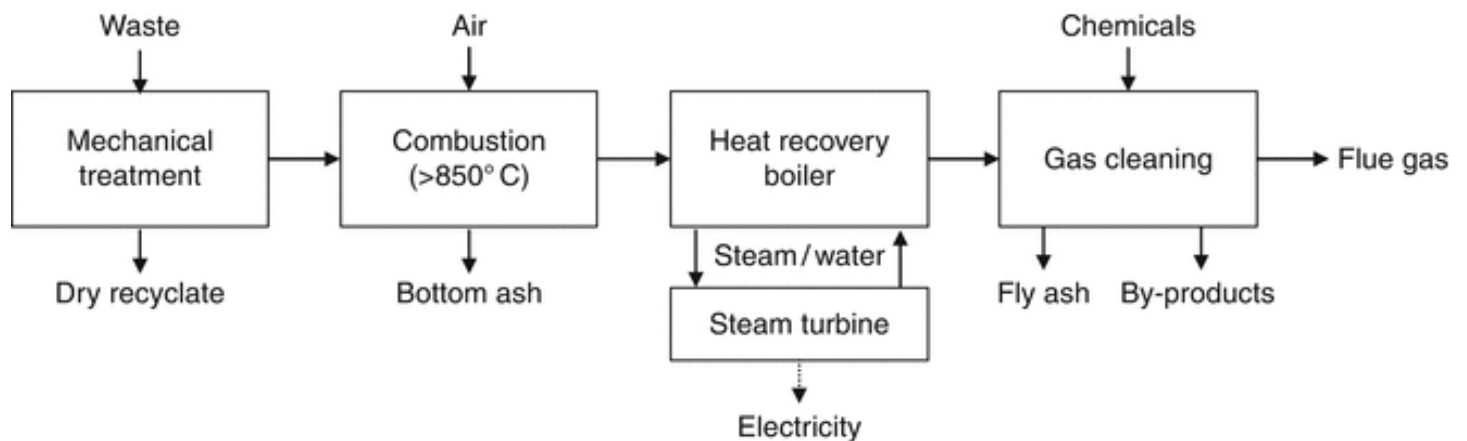 Waste
Air
Chemicals
Mechanical
treatment
Combustion
(>850° C)
Heat recovery
boiler
Gas cleaning
Flue gas
Steam / water
Dry recyclate
Bottom ash
Fly ash
By-products
Steam turbine
Electricity